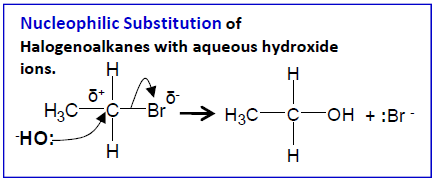 Nucleophilic Substitution of
Halogenoalkanes with aqueous hydroxide
ions.
H
δ+
δ-
H₃C C Br
-HO:
H
H
H₃C C OH + :Br -
H